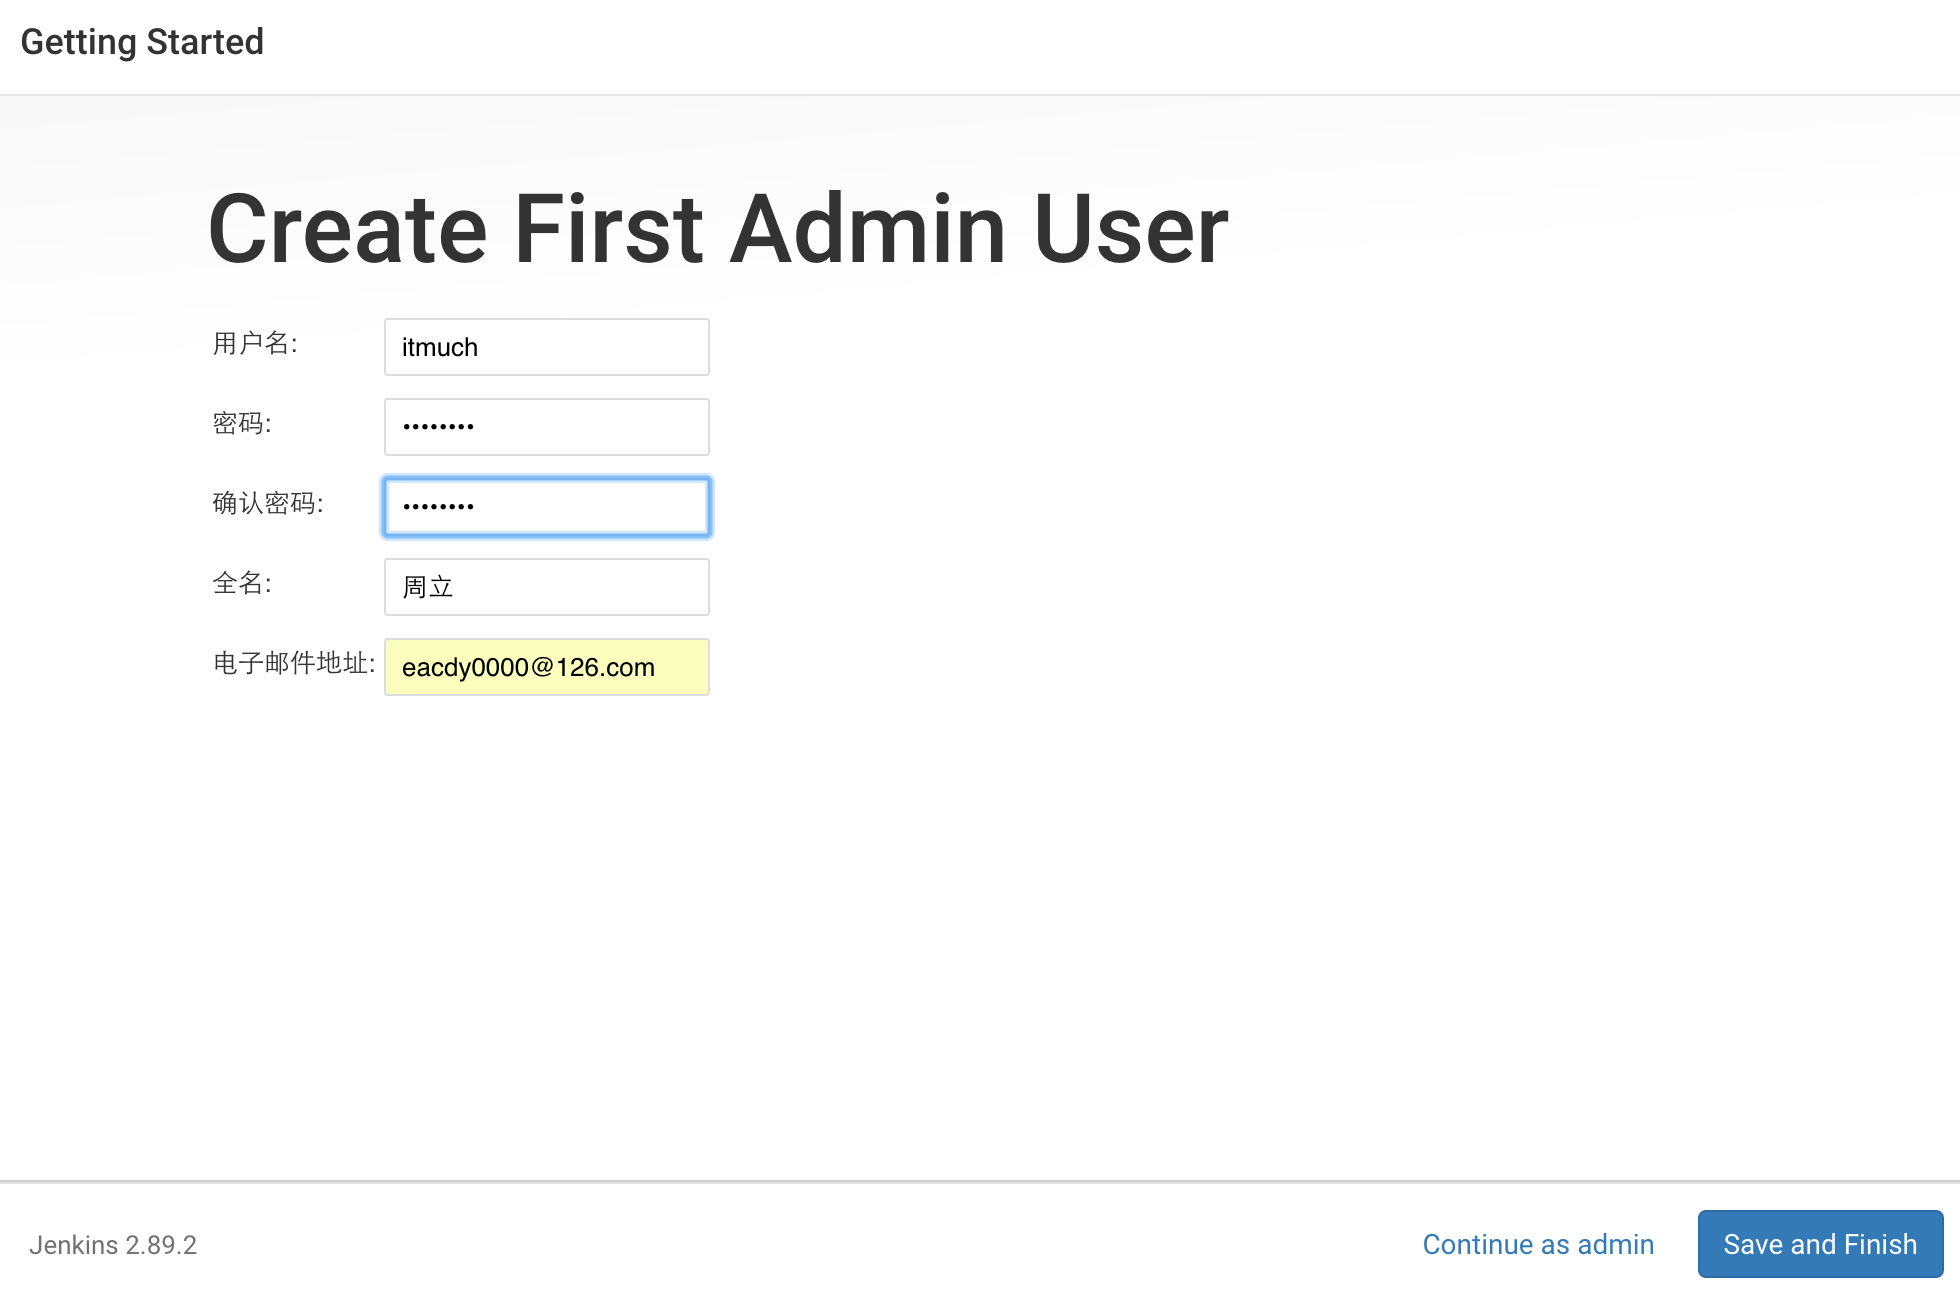 Getting Started
Create First Admin User
用户名: itmuch
密码: ••••••••
确认密码: ••••••••
全名: 周立
电子邮件地址: eacdy0000@126.com
Jenkins 2.89.2 Continue as admin Save and Finish